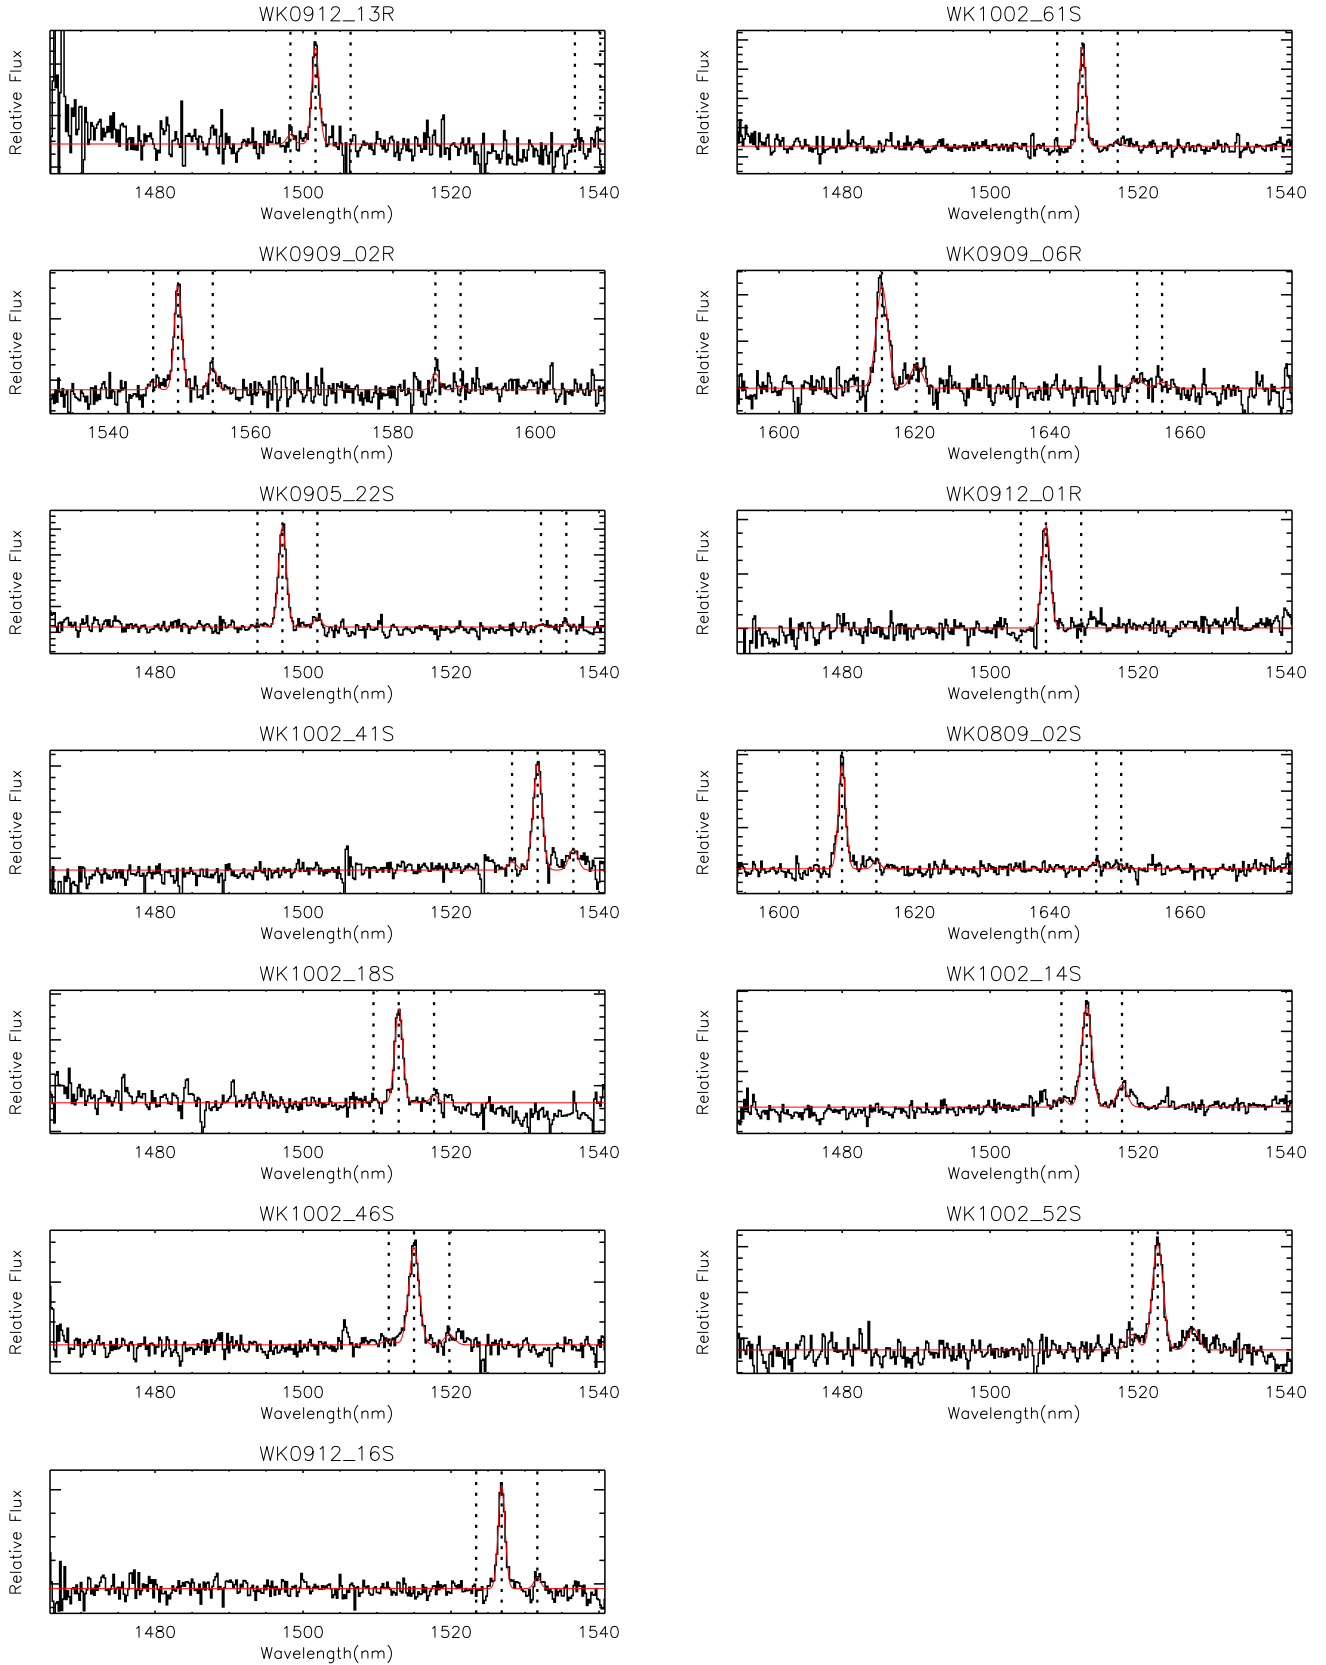 WK0912_13R
Relative Flux
1480 1500 1520 1540
Wavelength(nm)
WK1002_61S
Relative Flux
1480 1500 1520 1540
Wavelength(nm)
WK0909_02R
Relative Flux
1540 1560 1580 1600
Wavelength(nm)
WK0909_06R
Relative Flux
1600 1620 1640 1660
Wavelength(nm)
WK0905_22S
Relative Flux
1480 1500 1520 1540
Wavelength(nm)
WK0912_01R
Relative Flux
1480 1500 1520 1540
Wavelength(nm)
WK1002_41S
Relative Flux
1480 1500 1520 1540
Wavelength(nm)
WK0809_02S
Relative Flux
1600 1620 1640 1660
Wavelength(nm)
WK1002_18S
Relative Flux
1480 1500 1520 1540
Wavelength(nm)
WK1002_14S
Relative Flux
1480 1500 1520 1540
Wavelength(nm)
WK1002_46S
Relative Flux
1480 1500 1520 1540
Wavelength(nm)
WK1002_52S
Relative Flux
1480 1500 1520 1540
Wavelength(nm)
WK0912_16S
Relative Flux
1480 1500 1520 1540
Wavelength(nm)